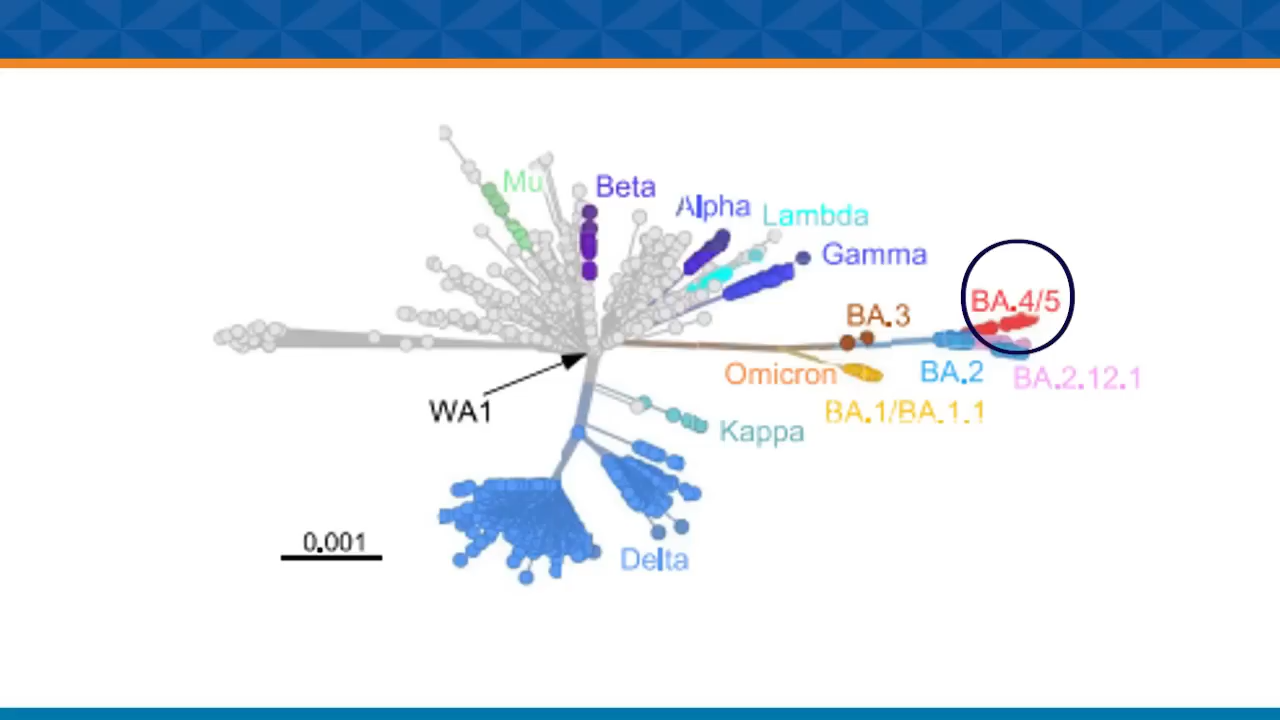 Mu
Beta
Alpha
Lambda
Gamma
BA.4/5
BA.3
Omicron
BA.2
BA.2.12.1
BA.1/BA.1.1
WA1
Kappa
0.001
Delta